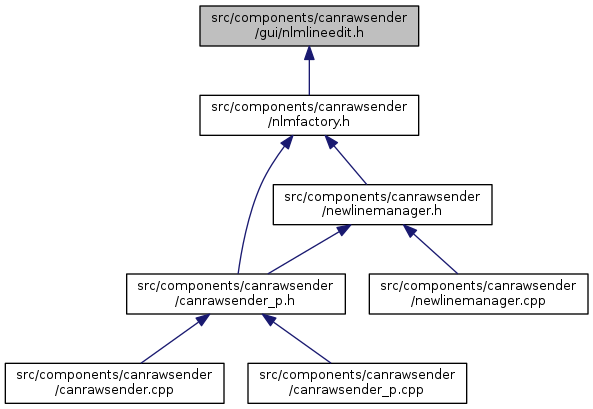 src/components/canrawsender
/gui/nlmlineedit.h
src/components/canrawsender
/nlmfactory.h
src/components/canrawsender
/newlinemanager.h
src/components/canrawsender
/canrawsender_p.h
src/components/canrawsender
/newlinemanager.cpp
src/components/canrawsender
/canrawsender.cpp
src/components/canrawsender
/canrawsender_p.cpp